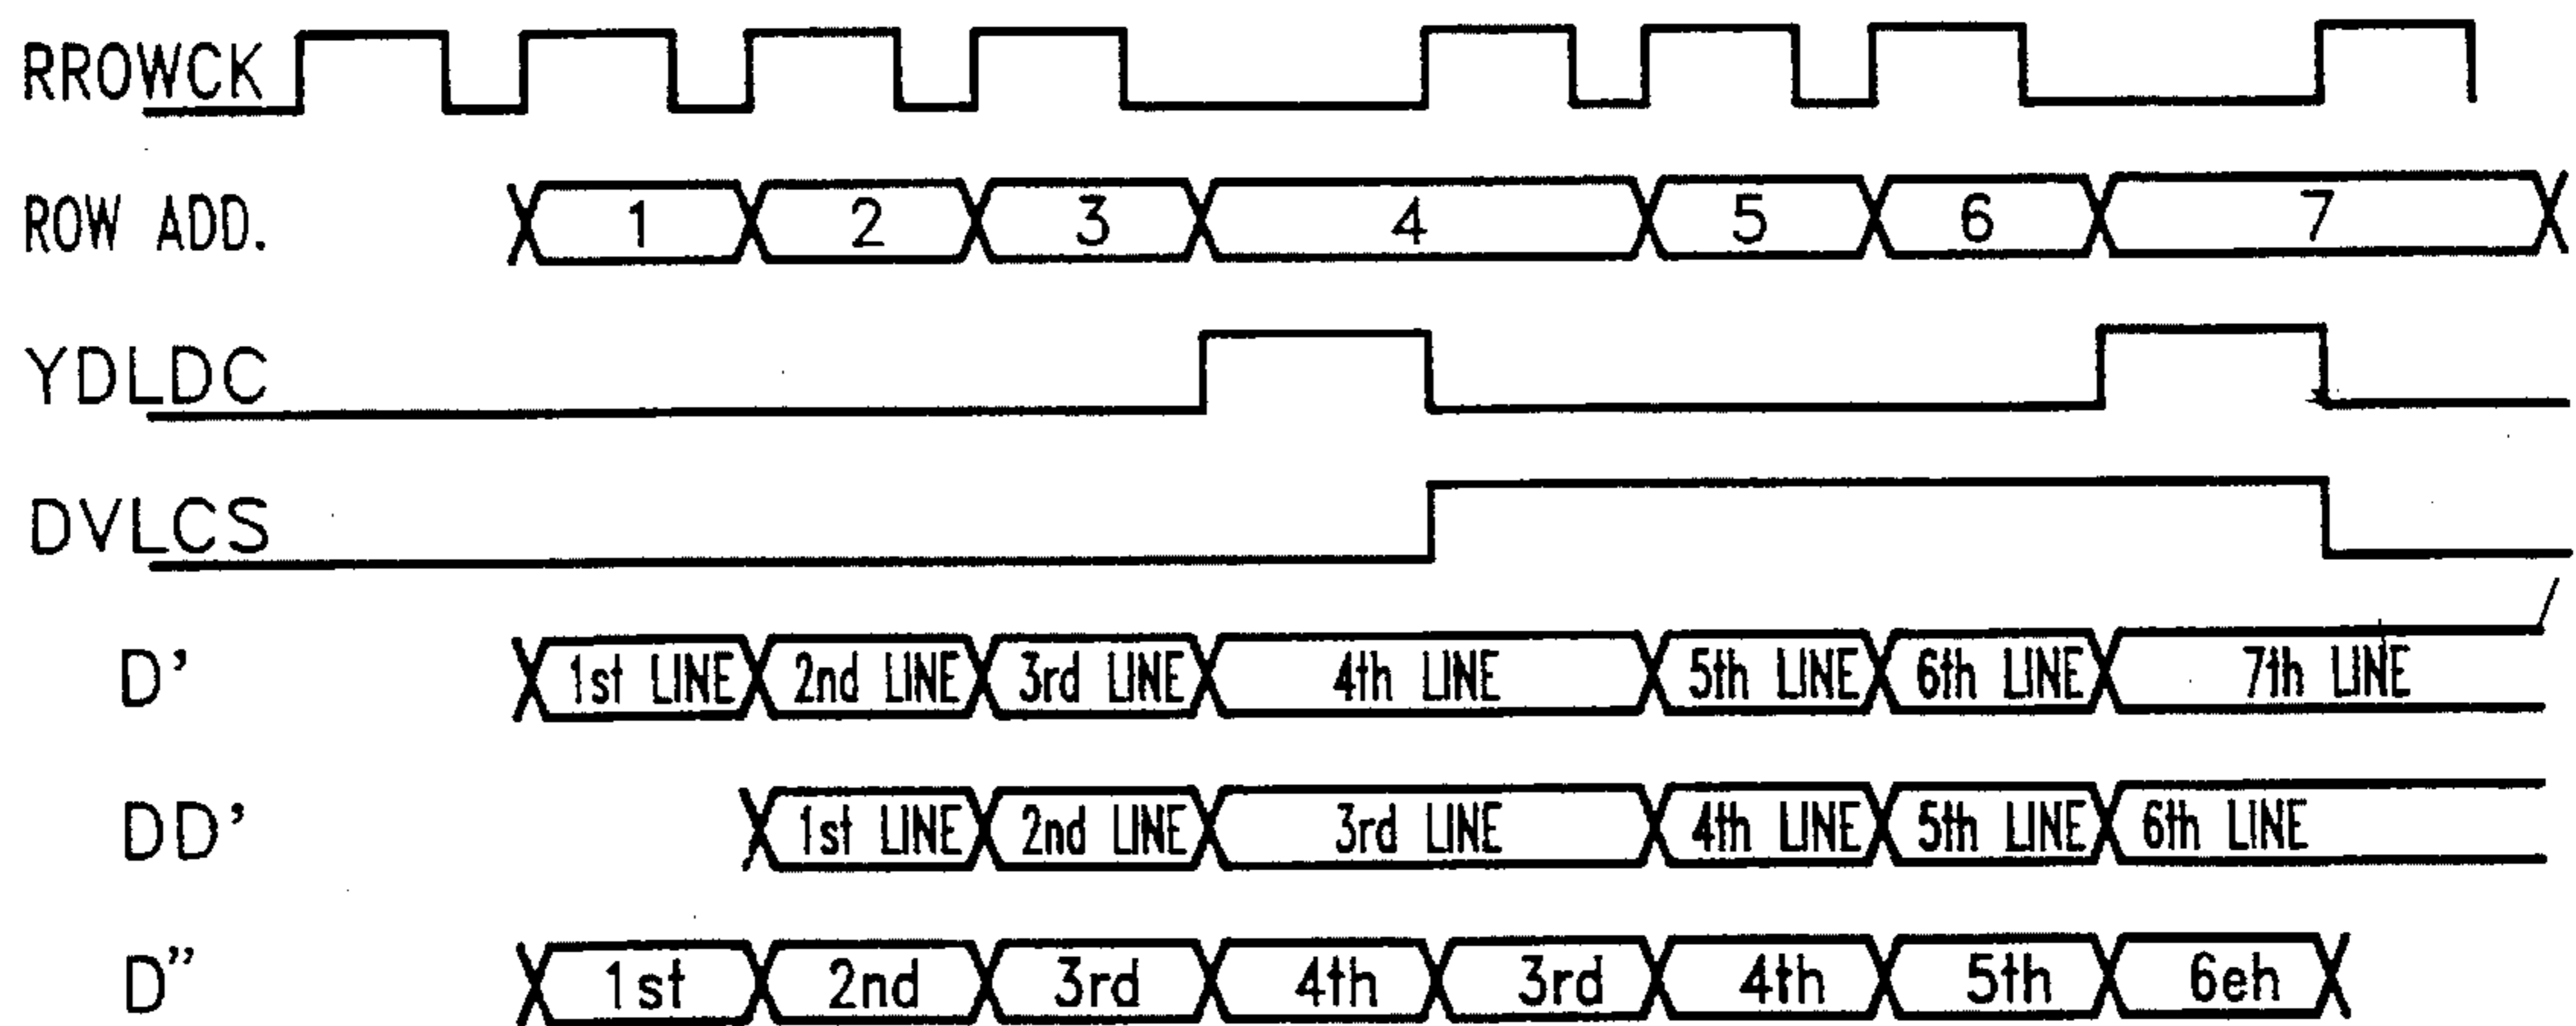 RROWCK
ROW ADD. 1 2 3 4 5 6 7
YDLDC
DVLCS
D' 1st LINE 2nd LINE 3rd LINE 4th LINE 5th LINE 6th LINE 7th LINE
DD' 1st LINE 2nd LINE 3rd LINE 4th LINE 5th LINE 6th LINE
D" 1st 2nd 3rd 4th 3rd 4th 5th 6eh